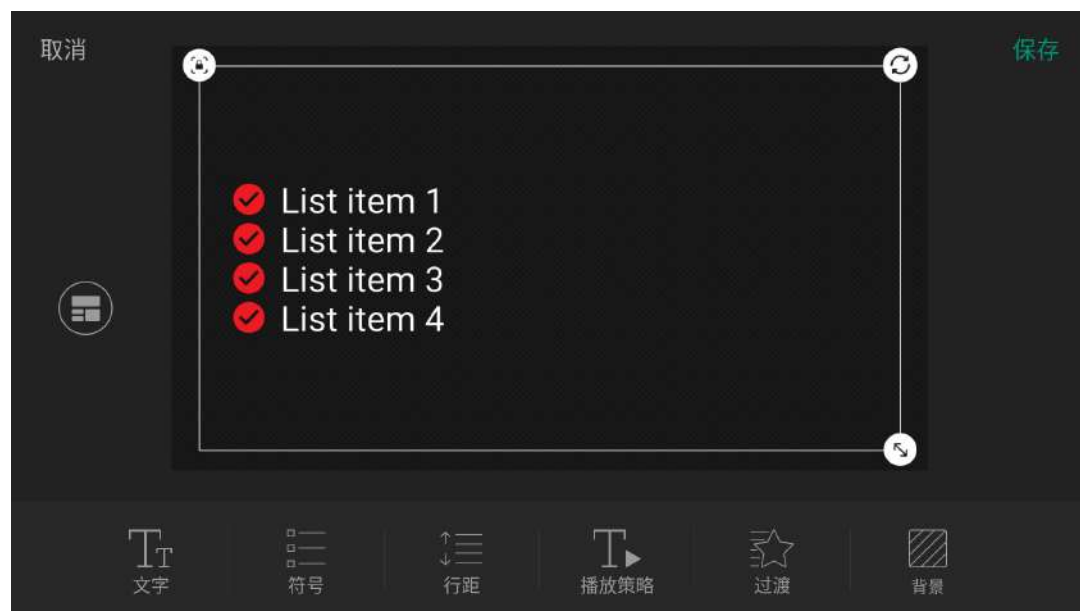 取消
保存
List item 1
List item 2
List item 3
List item 4
文字
符号
行距
播放策略
过渡
背景